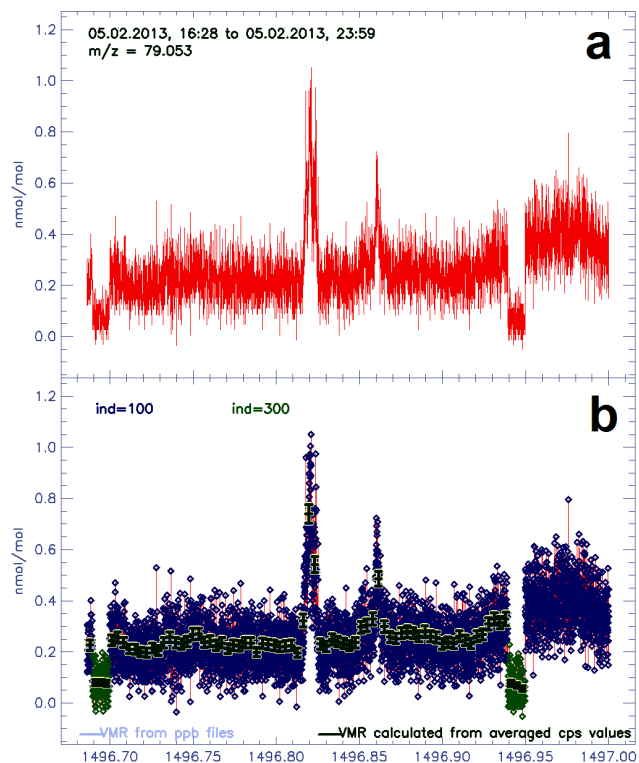 1.2
05.02.2013, 16:28 to 05.02.2013, 23:59
a
m/z = 79.053
1.0
0.8
0.6
nmol/mol
0.4
0.2
0.0
1.2
ind=100 ind=300
b
1.0
0.8
0.6
nmol/mol
0.4
0.2
0.0
VMR from ppb files VMR calculated from averaged cps values
1496.70 1496.75 1496.80 1496.85 1496.90 1496.95 1497.00